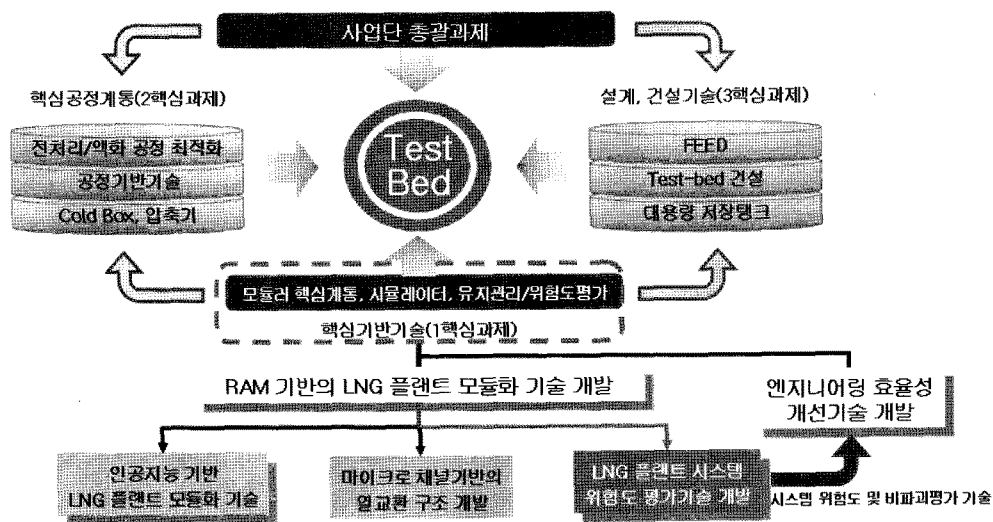 사업단 총괄과제
핵심공정계통(2핵심과제)
전처리/액화 공정 최적화
공정기반기술
Cold Box, 압축기
Test
Bed
설계, 건설기술(3핵심과제)
FEED
Test-bed 건설
대용량 저장탱크
모듈러 핵심계통, 시뮬레이터, 유지관리/위험도평가
핵심기반기술(1핵심과제)
RAM 기반의 LNG 플랜트 모듈화 기술 개발
엔지니어링 효율성
개선기술 개발
인공지능 기반
LNG 플랜트 모듈화 기술
마이크로 채널기반의
열교환 구조 개발
LNG 플랜트 시스템
위험도 평가기술 개발
시스템 위험도 및 비파괴평가 기술